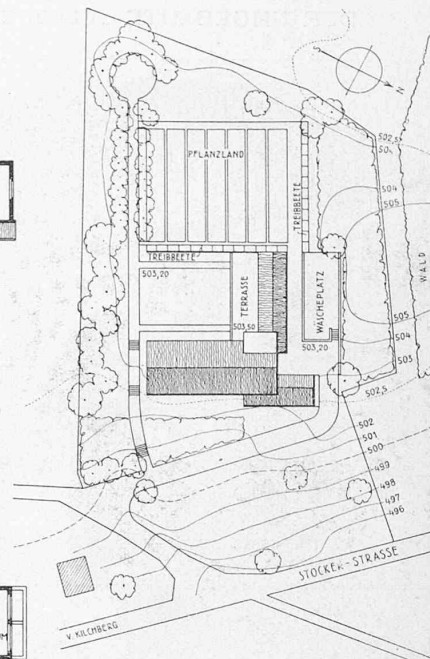 N
502,5
504
504
505
PFLANZLAND
TREIBBEETE
TREIBBEETE
503,20
TERRASSE
WÄSCHEPLATZ
WALD
503,50
503,20
505
504
503
502,5
502
501
500
499
498
497
496
STOCKER-STRASSE
V. KILCHBERG